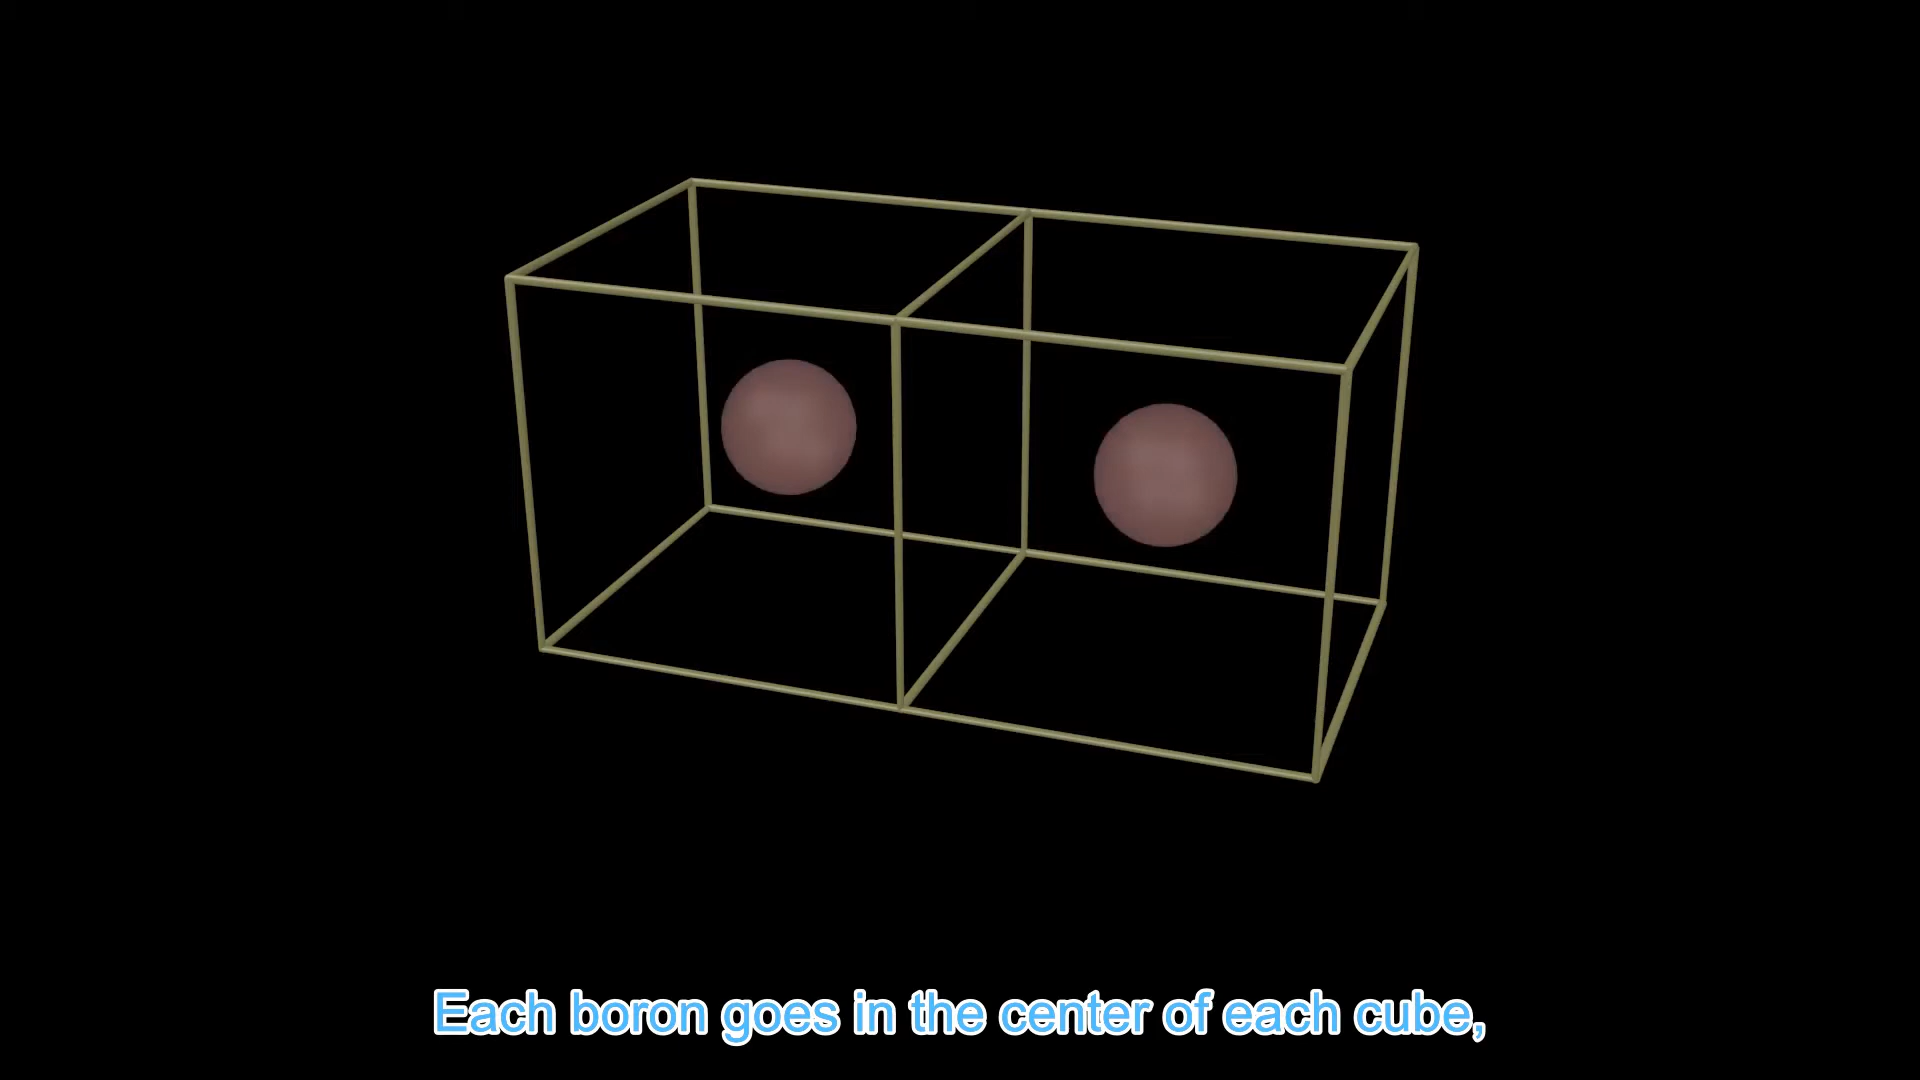 Each boron goes in the center of each cube,